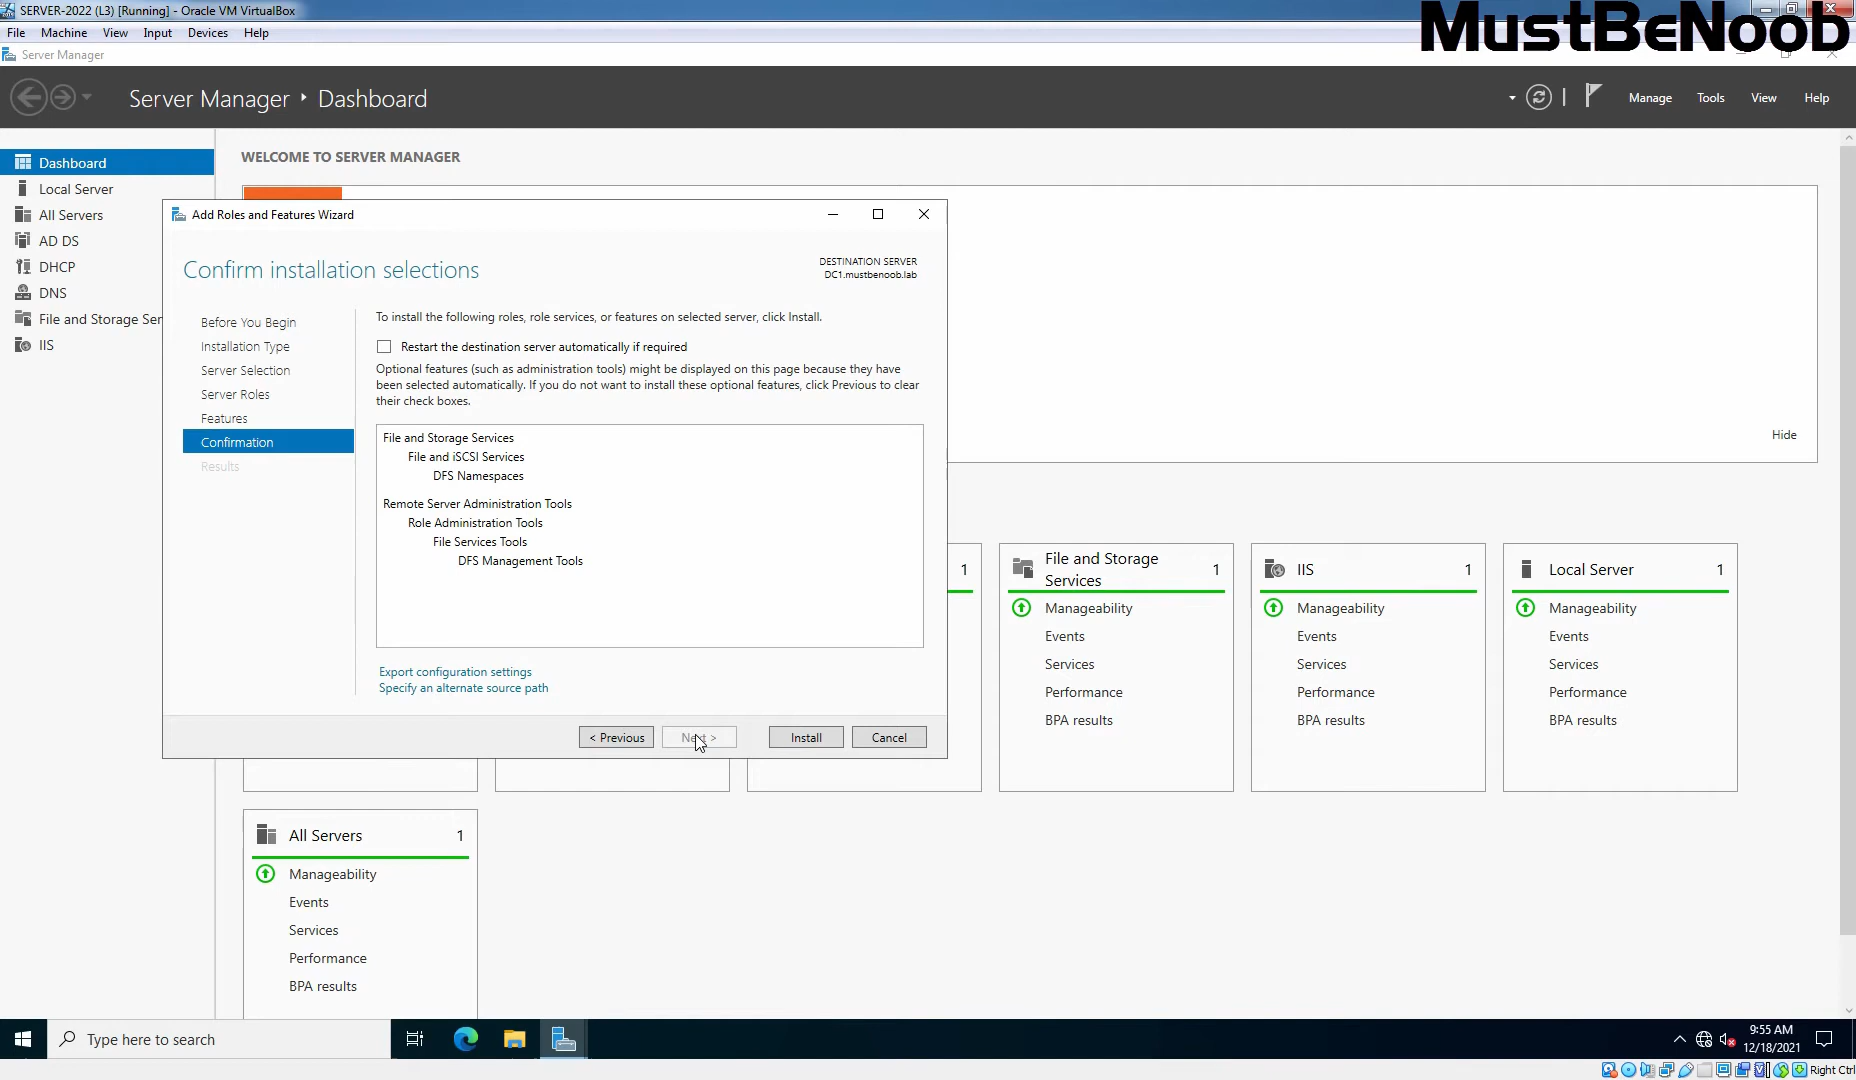 SERVER-2022 (L3) [Running] - Oracle VM VirtualBox
File Machine View Input Devices Help
MustBeNoob
Server Manager
Server Manager Dashboard
Manage Tools View Help
Dashboard
Local Server
All Servers
AD DS
DHCP
DNS
File and Storage Ser
IIS
WELCOME TO SERVER MANAGER
Hide
Add Roles and Features Wizard
Confirm installation selections
DESTINATION SERVER
DC1.mustbenoob.lab
Before You Begin
Installation Type
Server Selection
Server Roles
Features
Confirmation
Results
To install the following roles, role services, or features on selected server, click Install.
Restart the destination server automatically if required
Optional features (such as administration tools) might be displayed on this page because they have
been selected automatically. If you do not want to install these optional features, click Previous to clear
their check boxes.
File and Storage Services
File and iSCSI Services
DFS Namespaces
Remote Server Administration Tools
Role Administration Tools
File Services Tools
DFS Management Tools
Export configuration settings
Specify an alternate source path
< Previous
Next >
Install
Cancel
1
File and Storage
Services
1
Manageability
Events
Services
Performance
BPA results
IIS 1
Manageability
Events
Services
Performance
BPA results
Local Server 1
Manageability
Events
Services
Performance
BPA results
All Servers 1
Manageability
Events
Services
Performance
BPA results
Type here to search
9:55 AM
12/18/2021
Right Ctrl